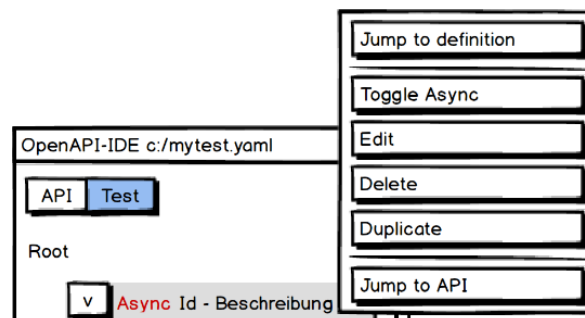 Jump to definition
Toggle Async
Edit
Delete
Duplicate
Jump to API
OpenAPI-IDE c:/mytest.yaml
API Test
Root
v Async Id - Beschreibung